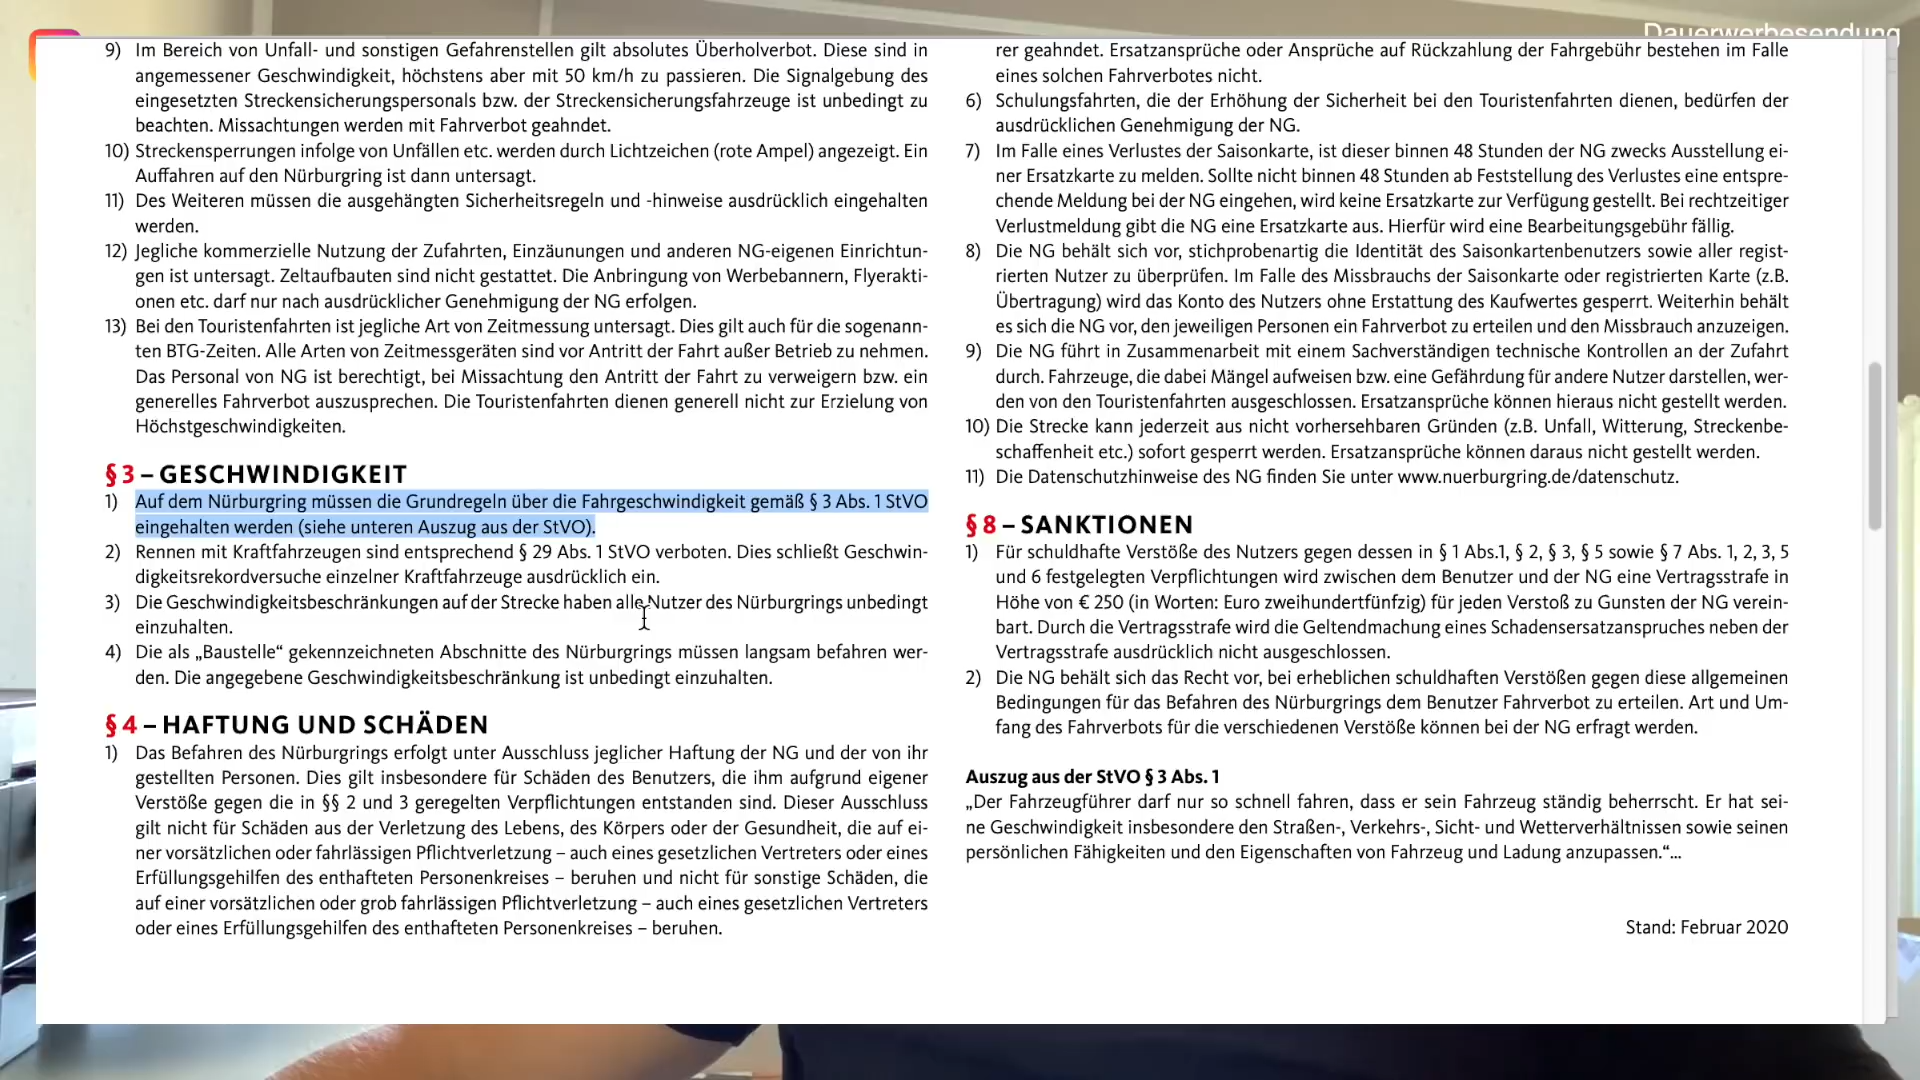 Dauerwerbesendung
9) Im Bereich von Unfall- und sonstigen Gefahrenstellen gilt absolutes Überholverbot. Diese sind in
angemessener Geschwindigkeit, höchstens aber mit 50 km/h zu passieren. Die Signalgebung des
eingesetzten Streckensicherungspersonals bzw. der Streckensicherungsfahrzeuge ist unbedingt zu
beachten. Missachtungen werden mit Fahrverbot geahndet.
10) Streckensperrungen infolge von Unfällen etc. werden durch Lichtzeichen (rote Ampel) angezeigt. Ein
Auffahren auf den Nürburgring ist dann untersagt.
11) Des Weiteren müssen die ausgehängten Sicherheitsregeln und -hinweise ausdrücklich eingehalten
werden.
12) Jegliche kommerzielle Nutzung der Zufahrten, Einzäunungen und anderen NG-eigenen Einrichtun-
gen ist untersagt. Zeltaufbauten sind nicht gestattet. Die Anbringung von Werbebannern, Flyerakti-
onen etc. darf nur nach ausdrücklicher Genehmigung der NG erfolgen.
13) Bei den Touristenfahrten ist jegliche Art von Zeitmessung untersagt. Dies gilt auch für die sogenann-
ten BTG-Zeiten. Alle Arten von Zeitmessgeräten sind vor Antritt der Fahrt außer Betrieb zu nehmen.
Das Personal von NG ist berechtigt, bei Missachtung den Antritt der Fahrt zu verweigern bzw. ein
generelles Fahrverbot auszusprechen. Die Touristenfahrten dienen generell nicht zur Erzielung von
Höchstgeschwindigkeiten.
§ 3 – GESCHWINDIGKEIT
1) Auf dem Nürburgring müssen die Grundregeln über die Fahrgeschwindigkeit gemäß § 3 Abs. 1 StVO
eingehalten werden (siehe unteren Auszug aus der StVO).
2) Rennen mit Kraftfahrzeugen sind entsprechend § 29 Abs. 1 StVO verboten. Dies schließt Geschwin-
digkeitsrekordversuche einzelner Kraftfahrzeuge ausdrücklich ein.
3) Die Geschwindigkeitsbeschränkungen auf der Strecke haben alle Nutzer des Nürburgrings unbedingt
einzuhalten.
4) Die als „Baustelle“ gekennzeichneten Abschnitte des Nürburgrings müssen langsam befahren wer-
den. Die angegebene Geschwindigkeitsbeschränkung ist unbedingt einzuhalten.
§ 4 – HAFTUNG UND SCHÄDEN
1) Das Befahren des Nürburgrings erfolgt unter Ausschluss jeglicher Haftung der NG und der von ihr
gestellten Personen. Dies gilt insbesondere für Schäden des Benutzers, die ihm aufgrund eigener
Verstöße gegen die in §§ 2 und 3 geregelten Verpflichtungen entstanden sind. Dieser Ausschluss
gilt nicht für Schäden aus der Verletzung des Lebens, des Körpers oder der Gesundheit, die auf ei-
ner vorsätzlichen oder fahrlässigen Pflichtverletzung – auch eines gesetzlichen Vertreters oder eines
Erfüllungsgehilfen des enthafteten Personenkreises – beruhen und nicht für sonstige Schäden, die
auf einer vorsätzlichen oder grob fahrlässigen Pflichtverletzung – auch eines gesetzlichen Vertreters
oder eines Erfüllungsgehilfen des enthafteten Personenkreises – beruhen.
rer geahndet. Ersatzansprüche oder Ansprüche auf Rückzahlung der Fahrgebühr bestehen im Falle
eines solchen Fahrverbotes nicht.
6) Schulungsfahrten, die der Erhöhung der Sicherheit bei den Touristenfahrten dienen, bedürfen der
ausdrücklichen Genehmigung der NG.
7) Im Falle eines Verlustes der Saisonkarte, ist dieser binnen 48 Stunden der NG zwecks Ausstellung ei-
ner Ersatzkarte zu melden. Sollte nicht binnen 48 Stunden ab Feststellung des Verlustes eine entspre-
chende Meldung bei der NG eingehen, wird keine Ersatzkarte zur Verfügung gestellt. Bei rechtzeitiger
Verlustmeldung gibt die NG eine Ersatzkarte aus. Hierfür wird eine Bearbeitungsgebühr fällig.
8) Die NG behält sich vor, stichprobenartig die Identität des Saisonkartenbenutzers sowie aller regist-
rierten Nutzer zu überprüfen. Im Falle des Missbrauchs der Saisonkarte oder registrierten Karte (z.B.
Übertragung) wird das Konto des Nutzers ohne Erstattung des Kaufwertes gesperrt. Weiterhin behält
es sich die NG vor, den jeweiligen Personen ein Fahrverbot zu erteilen und den Missbrauch anzuzeigen.
9) Die NG führt in Zusammenarbeit mit einem Sachverständigen technische Kontrollen an der Zufahrt
durch. Fahrzeuge, die dabei Mängel aufweisen bzw. eine Gefährdung für andere Nutzer darstellen, wer-
den von den Touristenfahrten ausgeschlossen. Ersatzansprüche können hieraus nicht gestellt werden.
10) Die Strecke kann jederzeit aus nicht vorhersehbaren Gründen (z.B. Unfall, Witterung, Streckenbe-
schaffenheit etc.) sofort gesperrt werden. Ersatzansprüche können daraus nicht gestellt werden.
11) Die Datenschutzhinweise des NG finden Sie unter www.nuerburgring.de/datenschutz.
§ 8 – SANKTIONEN
1) Für schuldhafte Verstöße des Nutzers gegen dessen in § 1 Abs.1, § 2, § 3, § 5 sowie § 7 Abs. 1, 2, 3, 5
und 6 festgelegten Verpflichtungen wird zwischen dem Benutzer und der NG eine Vertragsstrafe in
Höhe von € 250 (in Worten: Euro zweihundertfünfzig) für jeden Verstoß zu Gunsten der NG verein-
bart. Durch die Vertragsstrafe wird die Geltendmachung eines Schadensersatzanspruches neben der
Vertragsstrafe ausdrücklich nicht ausgeschlossen.
2) Die NG behält sich das Recht vor, bei erheblichen schuldhaften Verstößen gegen diese allgemeinen
Bedingungen für das Befahren des Nürburgrings dem Benutzer Fahrverbot zu erteilen. Art und Um-
fang des Fahrverbots für die verschiedenen Verstöße können bei der NG erfragt werden.
Auszug aus der StVO § 3 Abs. 1
„Der Fahrzeugführer darf nur so schnell fahren, dass er sein Fahrzeug ständig beherrscht. Er hat sei-
ne Geschwindigkeit insbesondere den Straßen-, Verkehrs-, Sicht- und Wetterverhältnissen sowie seinen
persönlichen Fähigkeiten und den Eigenschaften von Fahrzeug und Ladung anzupassen.“...
Stand: Februar 2020